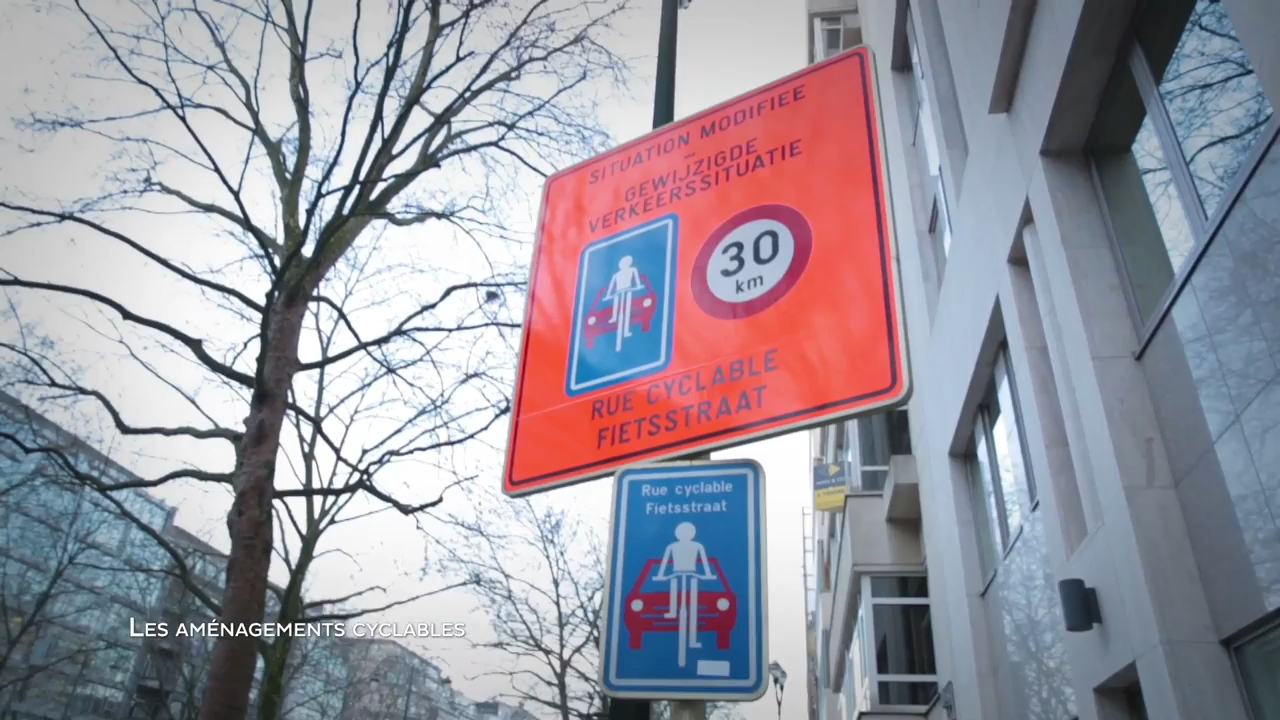 SITUATION MODIFIEE
GEWIJZIGDE
VERKEERSSITUATIE
30
km
RUE CYCLABLE
FIETSSTRAAT
Rue cyclable
Fietsstraat
LES AMÉNAGEMENTS CYCLABLES